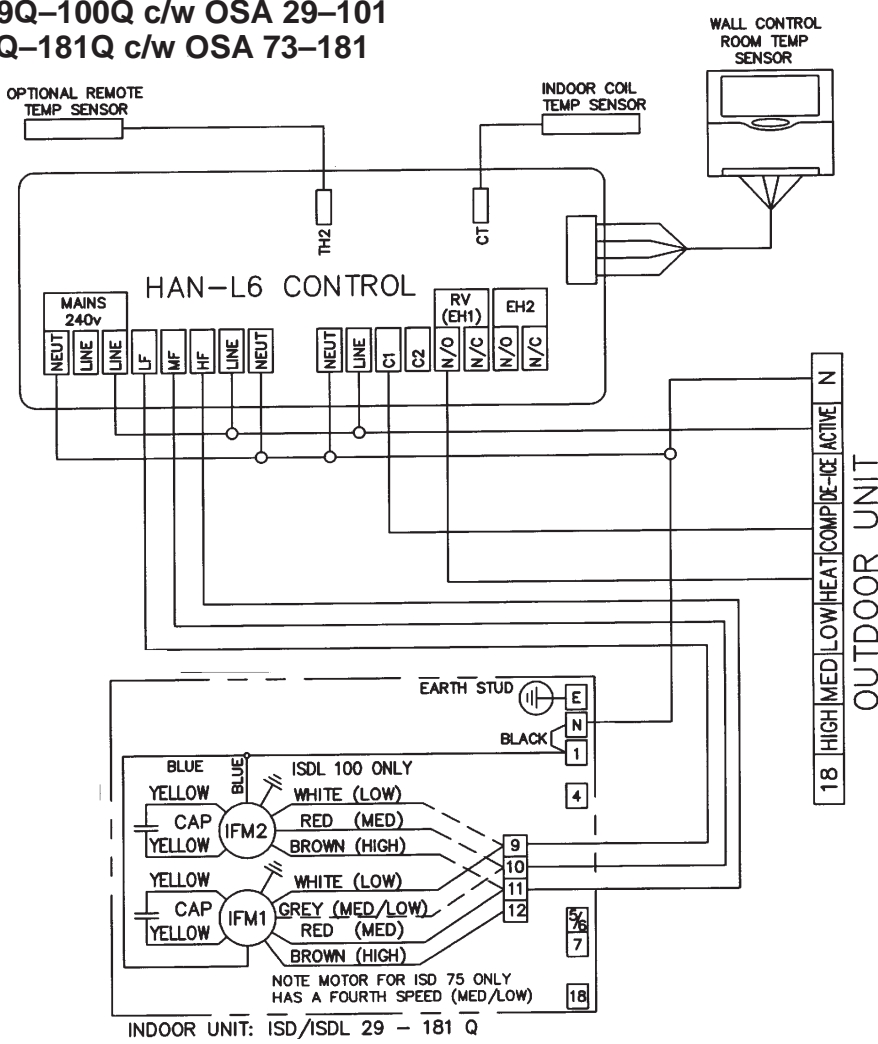 9Q–100Q c/w OSA 29–101
Q–181Q c/w OSA 73–181
WALL CONTROL
ROOM TEMP
SENSOR
OPTIONAL REMOTE
TEMP SENSOR
INDOOR COIL
TEMP SENSOR
TH2
CT
HAN–L6 CONTROL
MAINS
240v
RV
(EH1)
EH2
NEUT
LINE
LINE
LF
MF
HF
LINE
NEUT
NEUT
LINE
C1
C2
N/O
N/C
N/O
N/C
N
ACTIVE
DE-ICE
COMP
HEAT
LOW
MED
HIGH
18
OUTDOOR UNIT
EARTH STUD
E
N
BLACK
1
BLUE
BLUE
ISDL 100 ONLY
4
YELLOW
WHITE (LOW)
CAP
IFM2
RED (MED)
YELLOW
BROWN (HIGH)
9
10
11
12
YELLOW
WHITE (LOW)
CAP
IFM1
GREY (MED/LOW)
YELLOW
RED (MED)
BROWN (HIGH)
5/6
7
NOTE MOTOR FOR ISD 75 ONLY
HAS A FOURTH SPEED (MED/LOW)
18
INDOOR UNIT: ISD/ISDL 29 – 181 Q